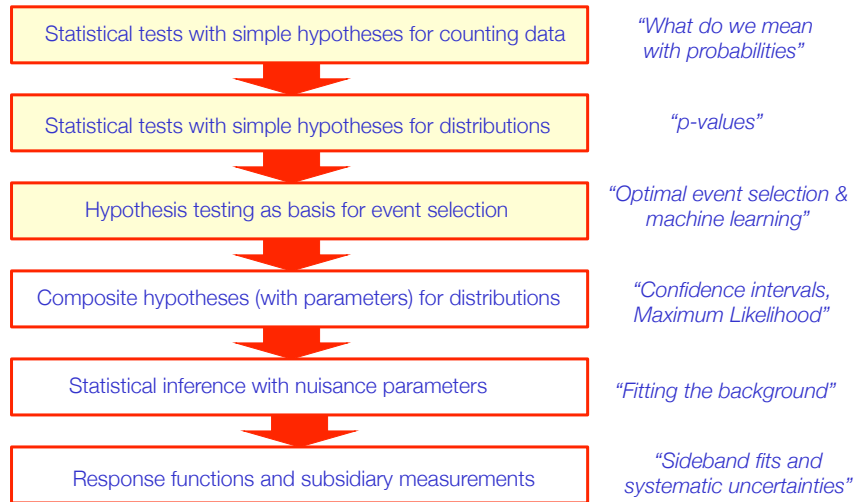 Statistical tests with simple hypotheses for counting data
“What do we mean
with probabilities”
Statistical tests with simple hypotheses for distributions
“p-values”
Hypothesis testing as basis for event selection
“Optimal event selection &
machine learning”
Composite hypotheses (with parameters) for distributions
“Confidence intervals,
Maximum Likelihood”
Statistical inference with nuisance parameters
“Fitting the background”
Response functions and subsidiary measurements
“Sideband fits and
systematic uncertainties”